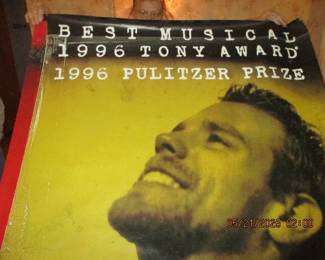 BEST MUSICAL
1996 TONY AWARD®
1996 PULITZER PRIZE